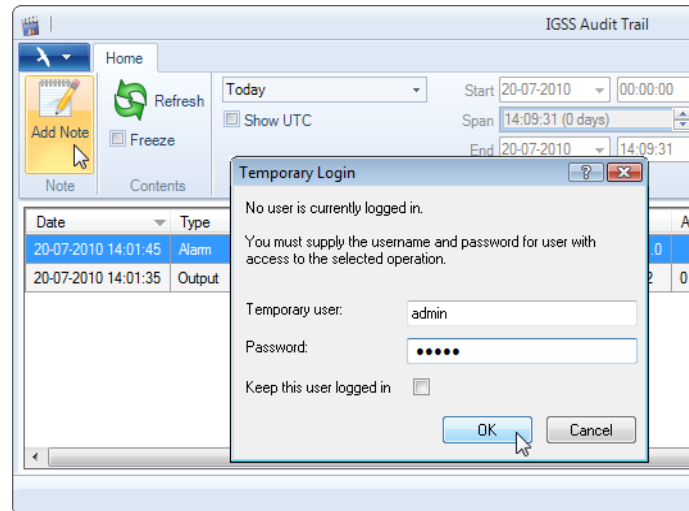 IGSS Audit Trail
Home
Add Note
Refresh
Freeze
Note
Contents
Today
Show UTC
Start 20-07-2010 00:00:00
Span 14:09:31 (0 days)
End 20-07-2010 14:09:31
Date Type
20-07-2010 14:01:45 Alarm .0
20-07-2010 14:01:35 Output 0
Temporary Login
No user is currently logged in.
You must supply the username and password for user with
access to the selected operation.
Temporary user: admin
Password: •••••
Keep this user logged in
OK Cancel